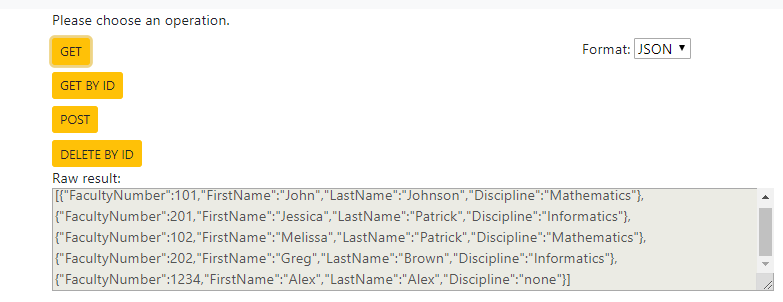 Please choose an operation.
GET
Format: JSON
GET BY ID
POST
DELETE BY ID
Raw result:
[{"FacultyNumber":101,"FirstName":"John","LastName":"Johnson","Discipline":"Mathematics"},
{"FacultyNumber":201,"FirstName":"Jessica","LastName":"Patrick","Discipline":"Informatics"},
{"FacultyNumber":102,"FirstName":"Melissa","LastName":"Patrick","Discipline":"Mathematics"},
{"FacultyNumber":202,"FirstName":"Greg","LastName":"Brown","Discipline":"Informatics"},
{"FacultyNumber":1234,"FirstName":"Alex","LastName":"Alex","Discipline":"none"}]